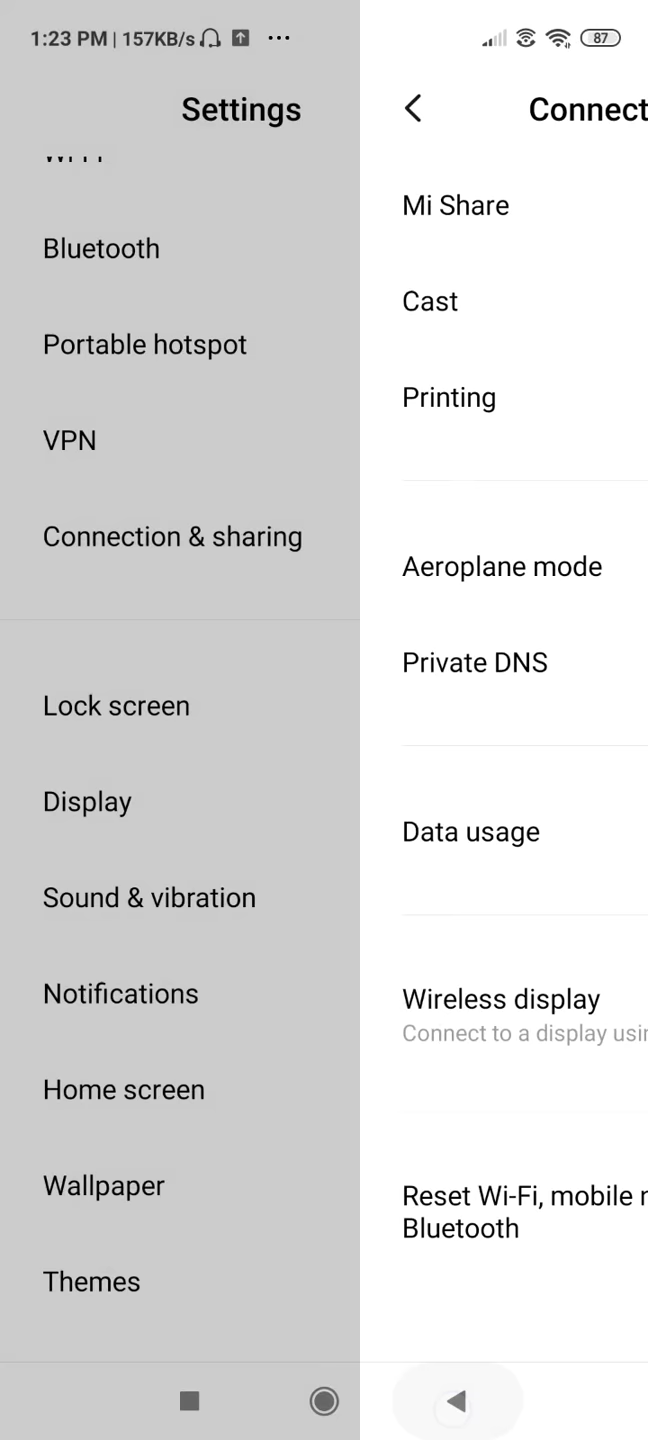 1:23 PM | 157KB/s
87
Settings
Bluetooth
Portable hotspot
VPN
Connection & sharing
Lock screen
Display
Sound & vibration
Notifications
Home screen
Wallpaper
Themes
Connect
Mi Share
Cast
Printing
Aeroplane mode
Private DNS
Data usage
Wireless display
Connect to a display usin
Reset Wi-Fi, mobile
Bluetooth